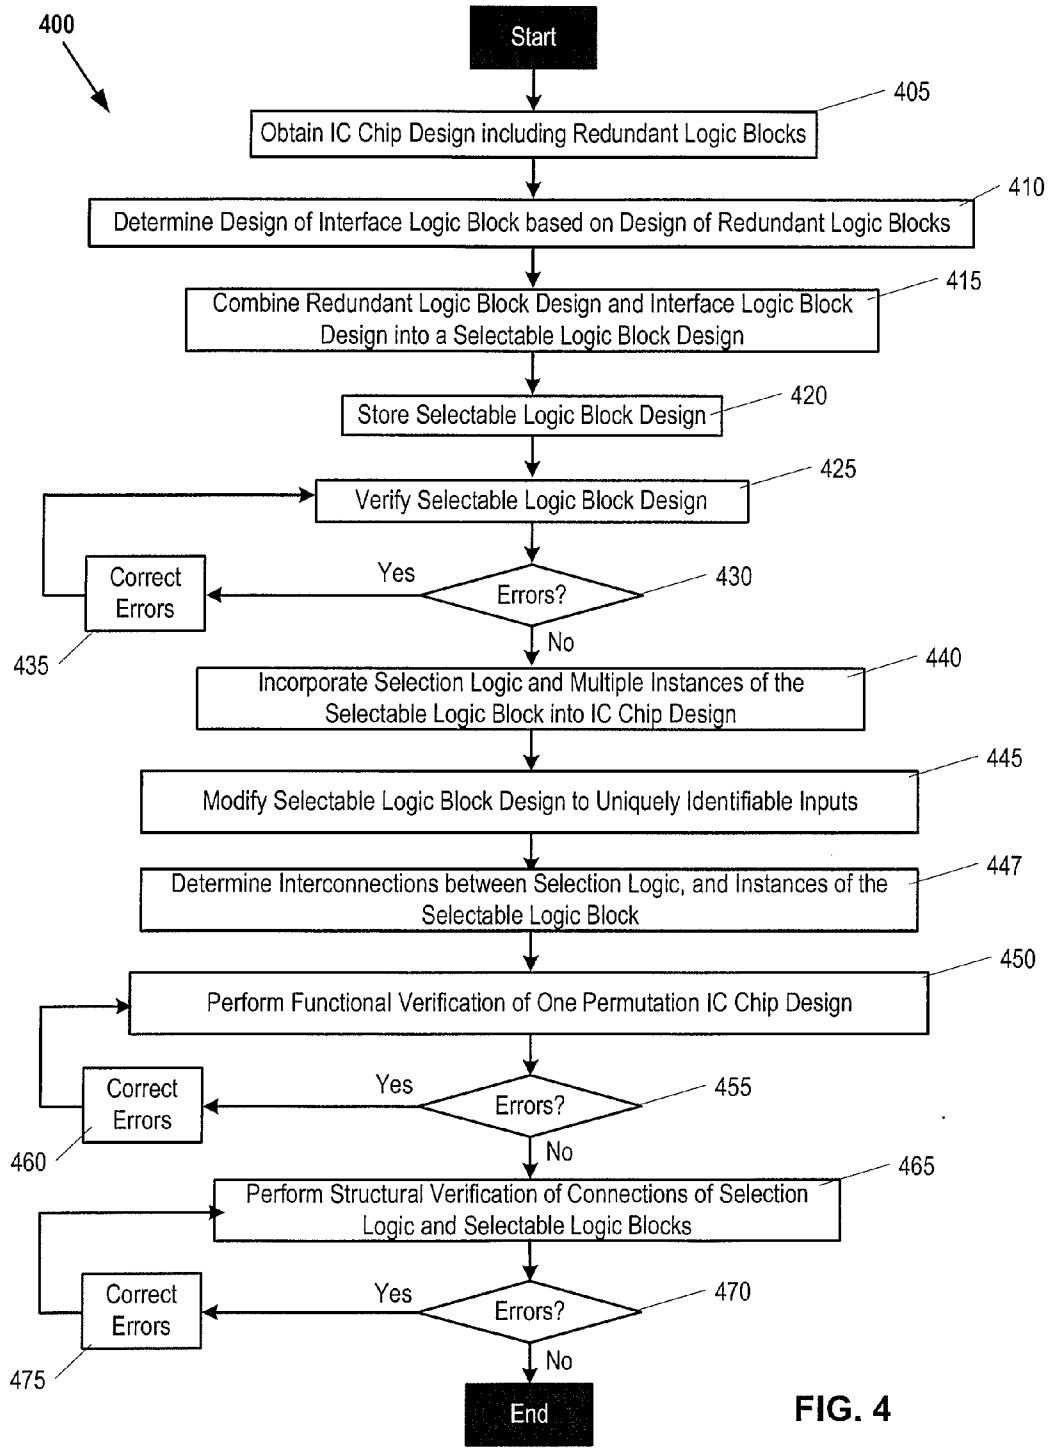 400
Start
405
Obtain IC Chip Design including Redundant Logic Blocks
410
Determine Design of Interface Logic Block based on Design of Redundant Logic Blocks
415
Combine Redundant Logic Block Design and Interface Logic Block
Design into a Selectable Logic Block Design
420
Store Selectable Logic Block Design
425
Verify Selectable Logic Block Design
Yes
430
Errors?
Correct
Errors
435
No
440
Incorporate Selection Logic and Multiple Instances of the
Selectable Logic Block into IC Chip Design
445
Modify Selectable Logic Block Design to Uniquely Identifiable Inputs
447
Determine Interconnections between Selection Logic, and Instances of the
Selectable Logic Block
450
Perform Functional Verification of One Permutation IC Chip Design
Yes
455
Errors?
Correct
Errors
460
No
465
Perform Structural Verification of Connections of Selection
Logic and Selectable Logic Blocks
Yes
470
Errors?
Correct
Errors
475
No
End
FIG. 4